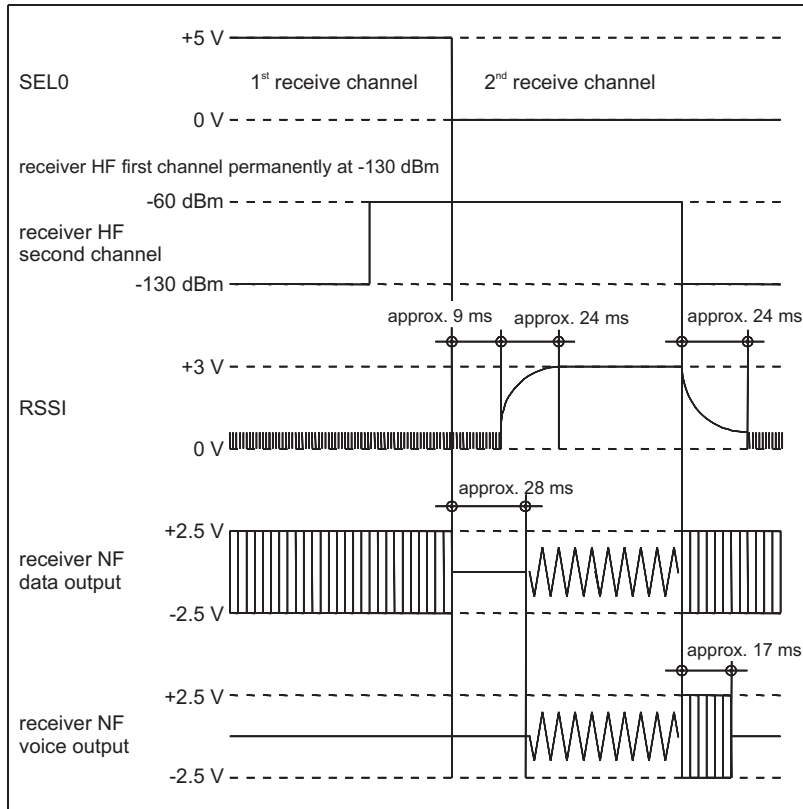 +5 V
SEL0
1st receive channel
2nd receive channel
0 V
receiver HF first channel permanently at -130 dBm
-60 dBm
receiver HF
second channel
-130 dBm
approx. 9 ms
approx. 24 ms
approx. 24 ms
+3 V
RSSI
0 V
approx. 28 ms
+2.5 V
receiver NF
data output
-2.5 V
approx. 17 ms
+2.5 V
receiver NF
voice output
-2.5 V